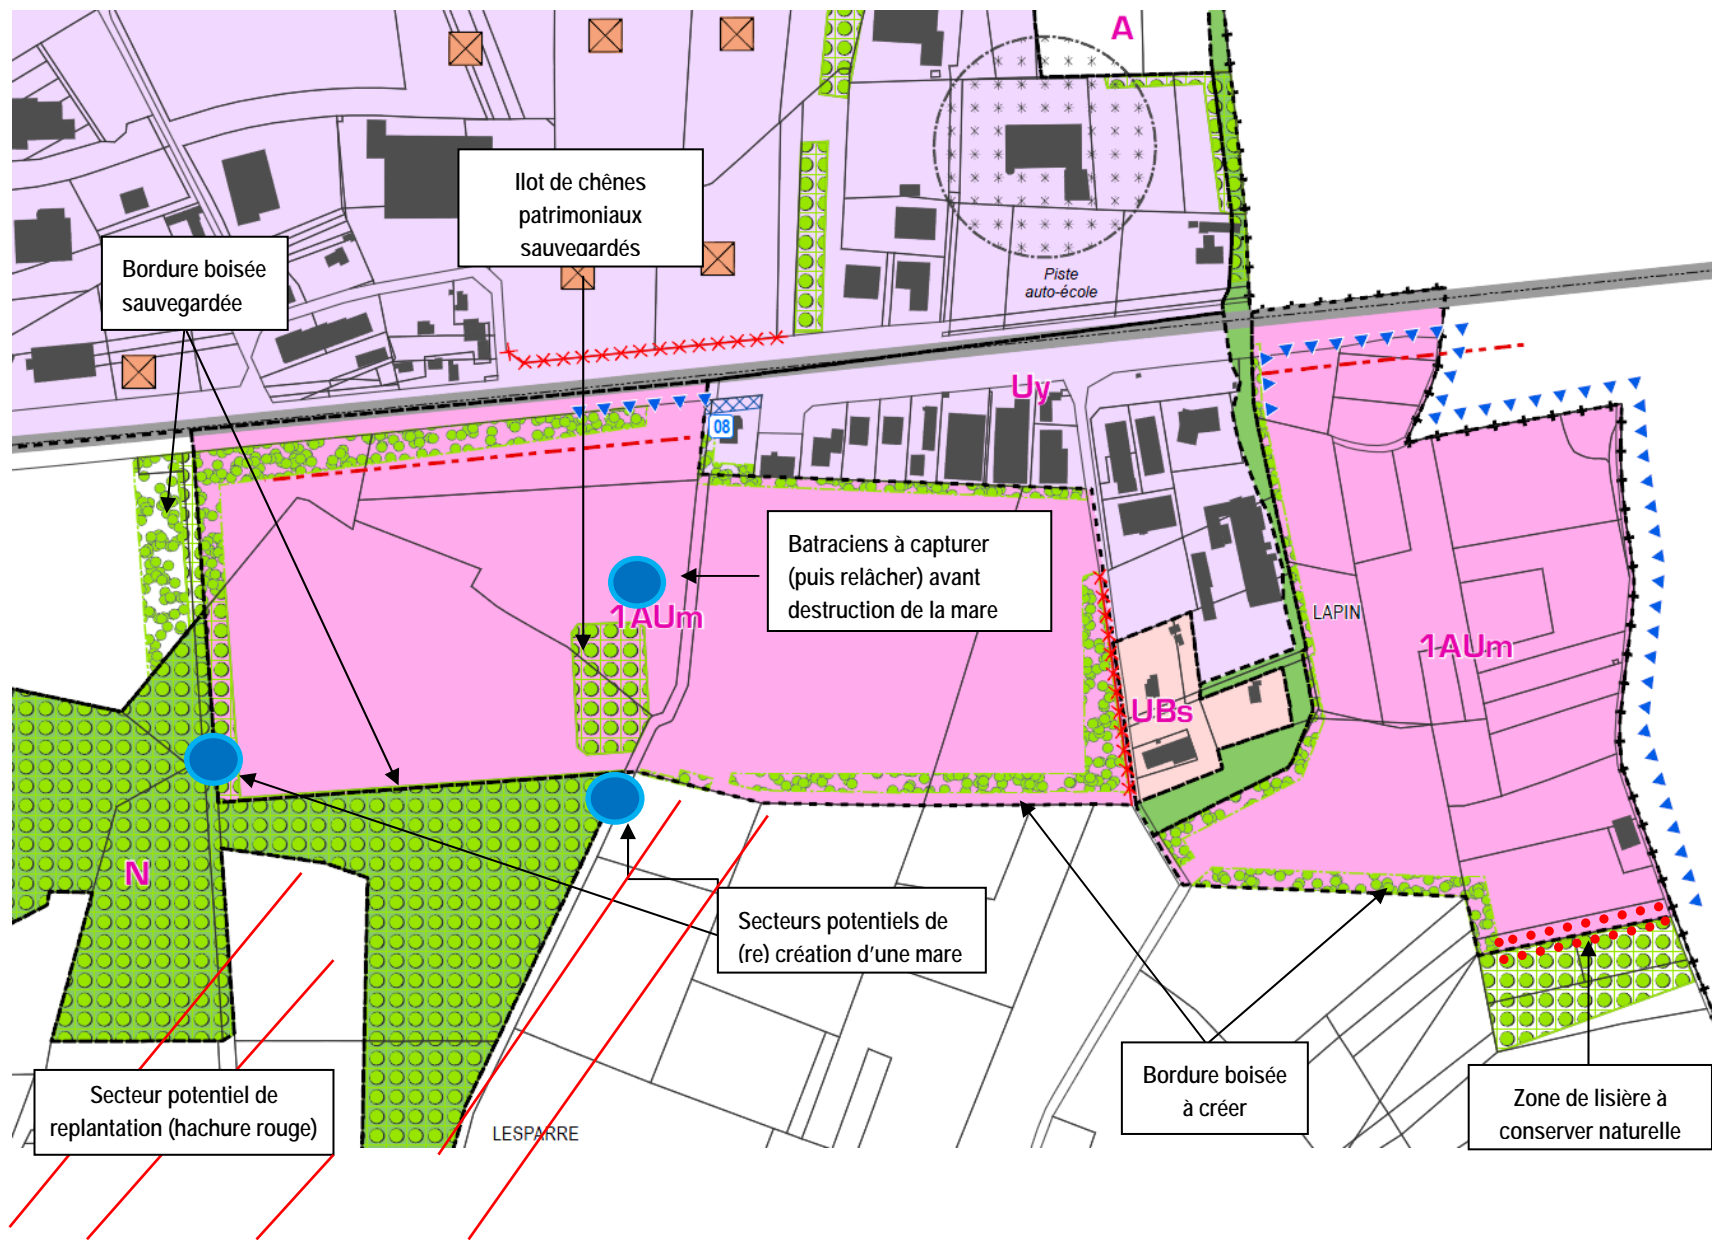 A
Ilot de chênes
patrimoniaux
sauvegardés
Bordure boisée
sauvegardée
Piste
auto-école
Uy
08
Batraciens à capturer
(puis relâcher) avant
destruction de la mare
1AUm
LAPIN
1AUm
UBs
N
Secteurs potentiels de
(re) création d'une mare
Secteur potentiel de
replantation (hachure rouge)
LESPARRE
Bordure boisée
à créer
Zone de lisière à
conserver naturelle